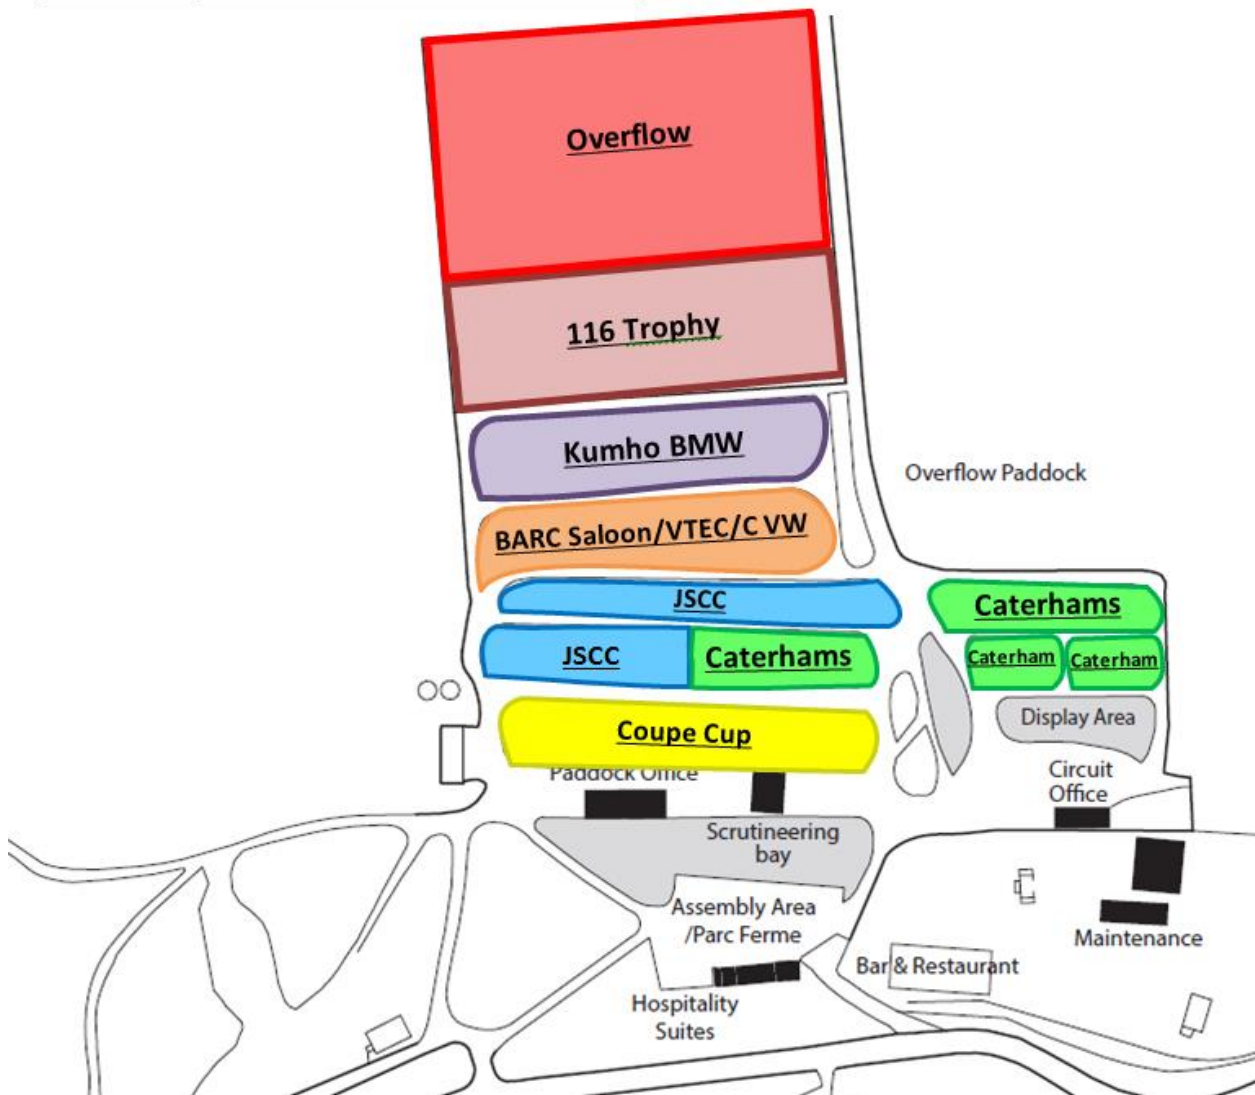 Overflow
116 Trophy
Kumho BMW
Overflow Paddock
BARC Saloon/VTEC/C VW
JSCC
Caterhams
JSCC
Caterhams
Caterham
Caterham
Coupe Cup
Display Area
Paddock Office
Circuit
Office
Scrutineering
bay
Assembly Area
/Parc Ferme
Maintenance
Bar & Restaurant
Hospitality
Suites